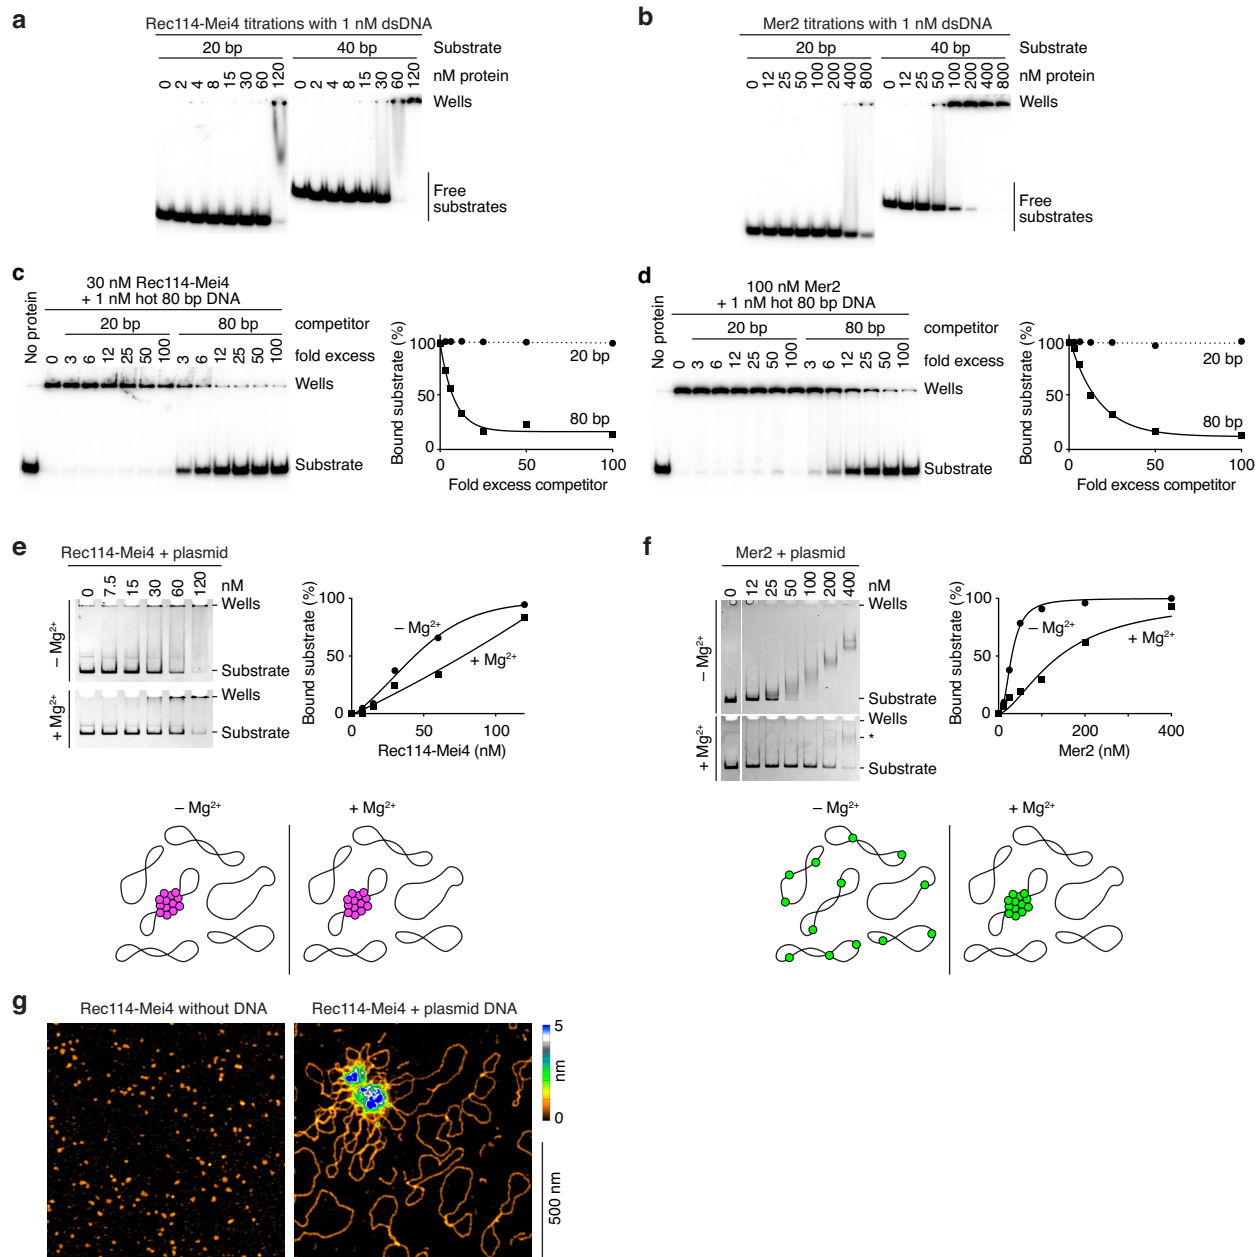 a
Rec114-Mei4 titrations with 1 nM dsDNA
20 bp 40 bp Substrate
0 2 4 8 15 30 60 120 0 2 4 8 15 30 60 120 nM protein
Wells
Free
substrates
b
Mer2 titrations with 1 nM dsDNA
20 bp 40 bp Substrate
0 12 25 50 100 200 400 800 0 12 25 50 100 200 400 800 nM protein
Wells
Free
substrates
c
30 nM Rec114-Mei4
+ 1 nM hot 80 bp DNA
No protein
20 bp 80 bp competitor
0 3 6 12 25 50 100 3 6 12 25 50 100 fold excess
Wells
Substrate
Bound substrate (%)
100
50
0
20 bp
80 bp
0 50 100
Fold excess competitor
d
100 nM Mer2
+ 1 nM hot 80 bp DNA
No protein
20 bp 80 bp competitor
0 3 6 12 25 50 100 3 6 12 25 50 100 fold excess
Wells
Substrate
Bound substrate (%)
100
50
0
20 bp
80 bp
0 50 100
Fold excess competitor
e
Rec114-Mei4 + plasmid
0 7.5 15 30 60 120 nM
– Mg2+
Wells
Substrate
+ Mg2+
Wells
Substrate
Bound substrate (%)
100
50
0
– Mg2+
+ Mg2+
0 50 100
Rec114-Mei4 (nM)
– Mg2+ + Mg2+
f
Mer2 + plasmid
0 12 25 50 100 200 400 nM
– Mg2+
Wells
Substrate
+ Mg2+
Wells
*
Substrate
Bound substrate (%)
100
50
0
– Mg2+
+ Mg2+
0 200 400
Mer2 (nM)
– Mg2+ + Mg2+
g
Rec114-Mei4 without DNA Rec114-Mei4 + plasmid DNA
5
nm
0
500 nm